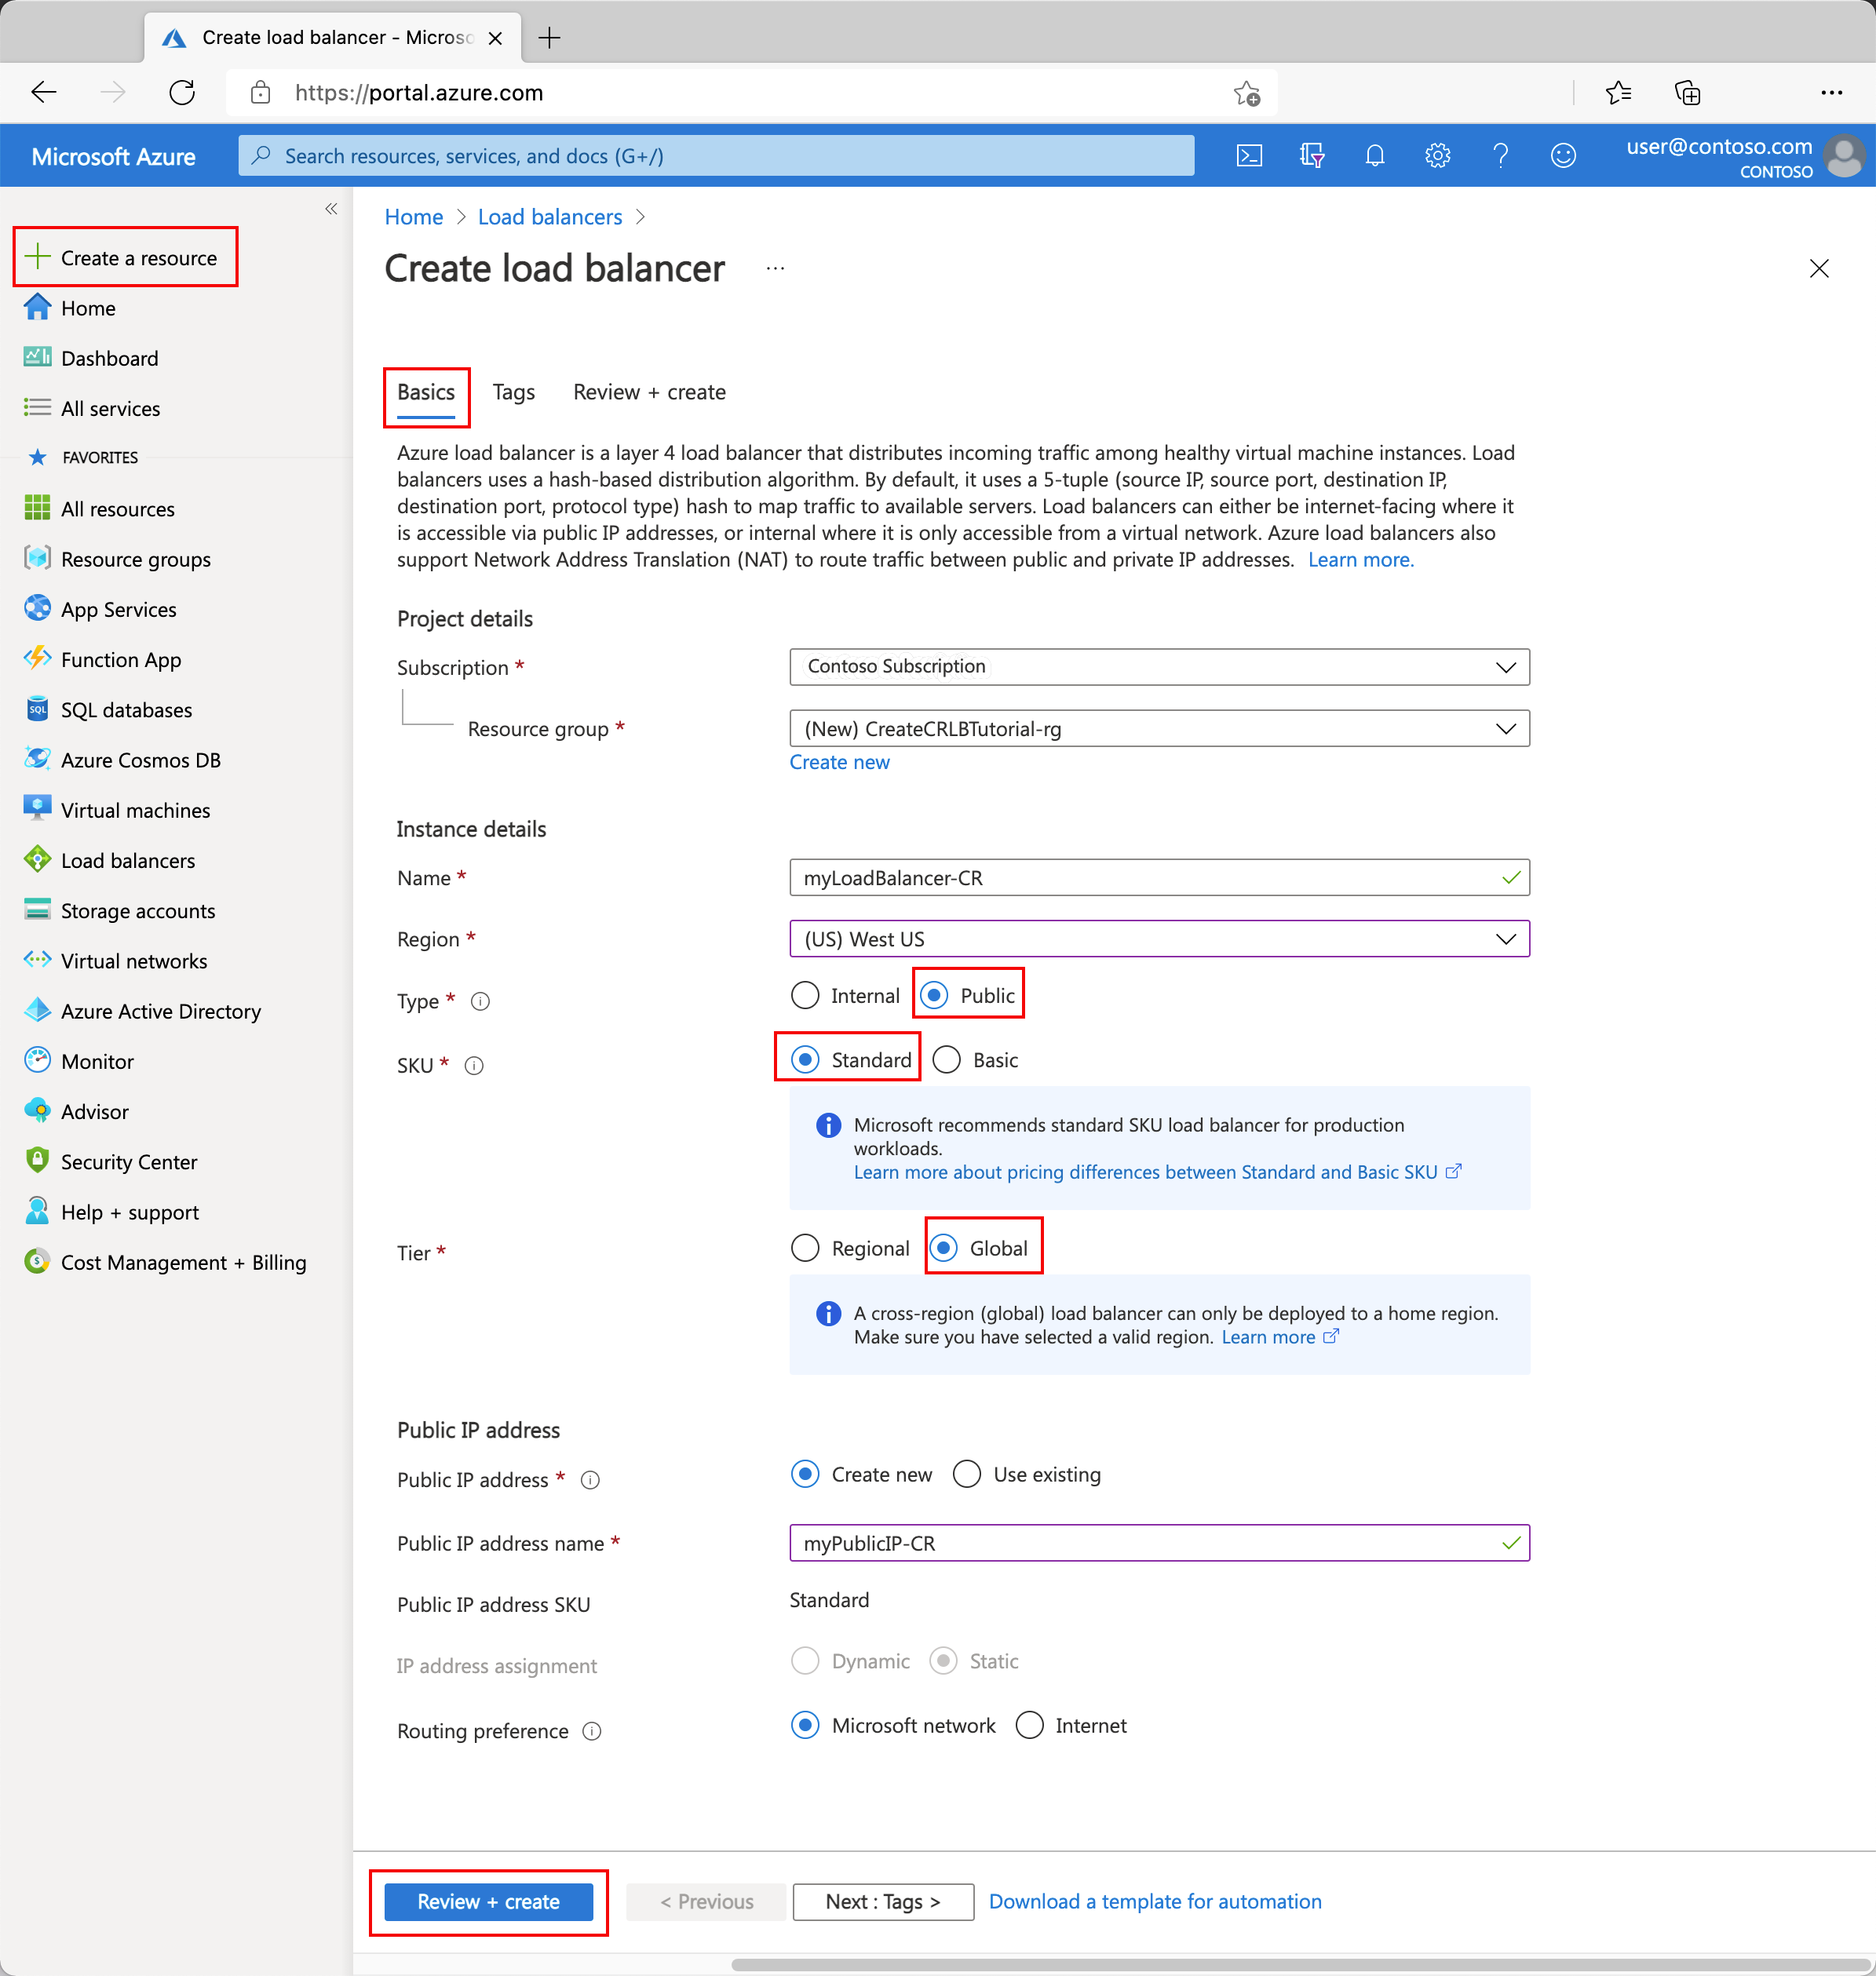 Create load balancer - Microso
https://portal.azure.com
Microsoft Azure
Search resources, services, and docs (G+/)
user@contoso.com
CONTOSO
Create a resource
Home
Dashboard
All services
FAVORITES
All resources
Resource groups
App Services
Function App
SQL
SQL databases
Azure Cosmos DB
Virtual machines
Load balancers
Storage accounts
Virtual networks
Azure Active Directory
Monitor
Advisor
Security Center
Help + support
Cost Management + Billing
Home > Load balancers >
Create load balancer ...
Basics Tags Review + create
Azure load balancer is a layer 4 load balancer that distributes incoming traffic among healthy virtual machine instances. Load
balancers uses a hash-based distribution algorithm. By default, it uses a 5-tuple (source IP, source port, destination IP,
destination port, protocol type) hash to map traffic to available servers. Load balancers can either be internet-facing where it
is accessible via public IP addresses, or internal where it is only accessible from a virtual network. Azure load balancers also
support Network Address Translation (NAT) to route traffic between public and private IP addresses. Learn more.
Project details
Subscription * Contoso Subscription
Resource group * (New) CreateCRLBTutorial-rg
Create new
Instance details
Name * myLoadBalancer-CR
Region * (US) West US
Type * Internal Public
SKU * Standard Basic
Microsoft recommends standard SKU load balancer for production
workloads.
Learn more about pricing differences between Standard and Basic SKU
Tier * Regional Global
A cross-region (global) load balancer can only be deployed to a home region.
Make sure you have selected a valid region. Learn more
Public IP address
Public IP address * Create new Use existing
Public IP address name * myPublicIP-CR
Public IP address SKU Standard
IP address assignment Dynamic Static
Routing preference Microsoft network Internet
Review + create < Previous Next : Tags > Download a template for automation